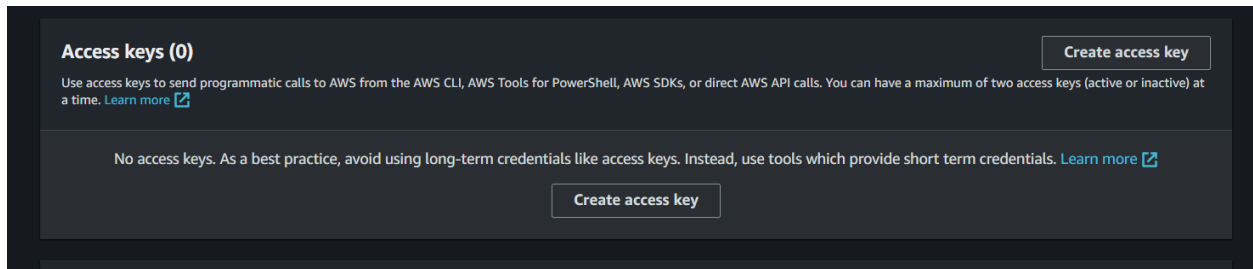 Access keys (0)
Create access key
Use access keys to send programmatic calls to AWS from the AWS CLI, AWS Tools for PowerShell, AWS SDKs, or direct AWS API calls. You can have a maximum of two access keys (active or inactive) at
a time. Learn more
No access keys. As a best practice, avoid using long-term credentials like access keys. Instead, use tools which provide short term credentials. Learn more
Create access key